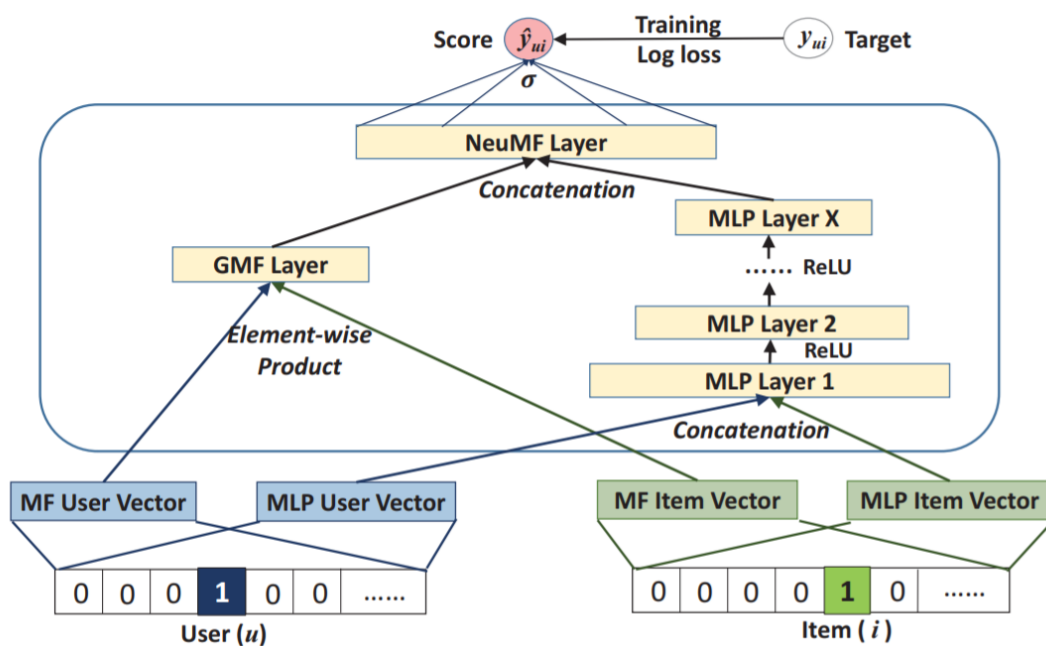 Score ŷui Training yui Target
Log loss
σ
NeuMF Layer
Concatenation
MLP Layer X
GMF Layer
...... ReLU
Element-wise
Product
MLP Layer 2
ReLU
MLP Layer 1
Concatenation
MF User Vector MLP User Vector MF Item Vector MLP Item Vector
0 0 0 1 0 0 ...... 0 0 0 0 1 0 ......
User (u) Item ( i )